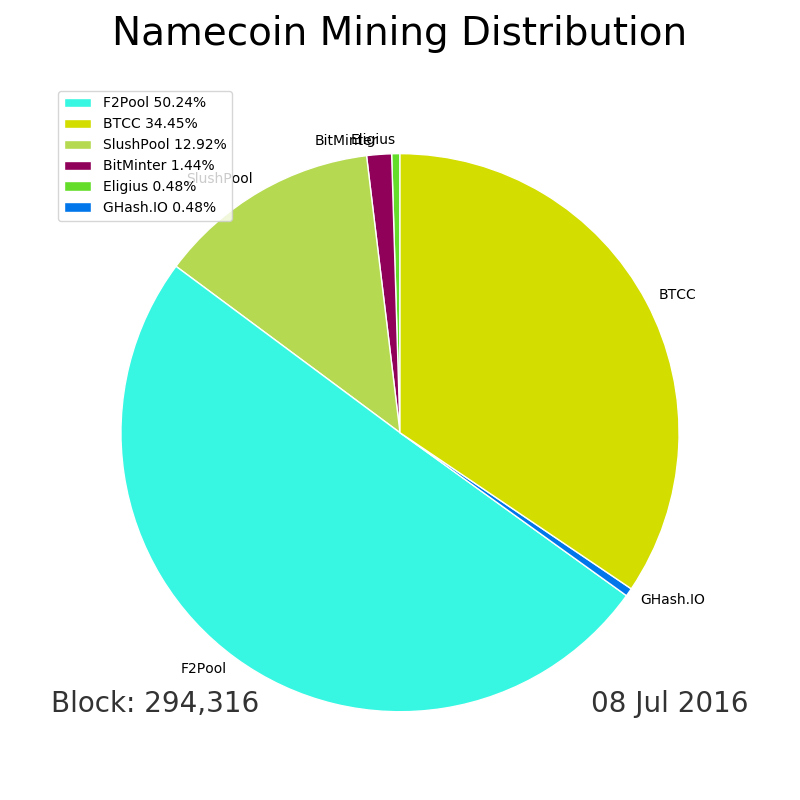 Namecoin Mining Distribution
F2Pool 50.24%
BTCC 34.45%
SlushPool 12.92%
BitMinter 1.44%
Eligius 0.48%
GHash.IO 0.48%
BitMinter
Eligius
SlushPool
BTCC
GHash.IO
F2Pool
Block: 294,316
08 Jul 2016